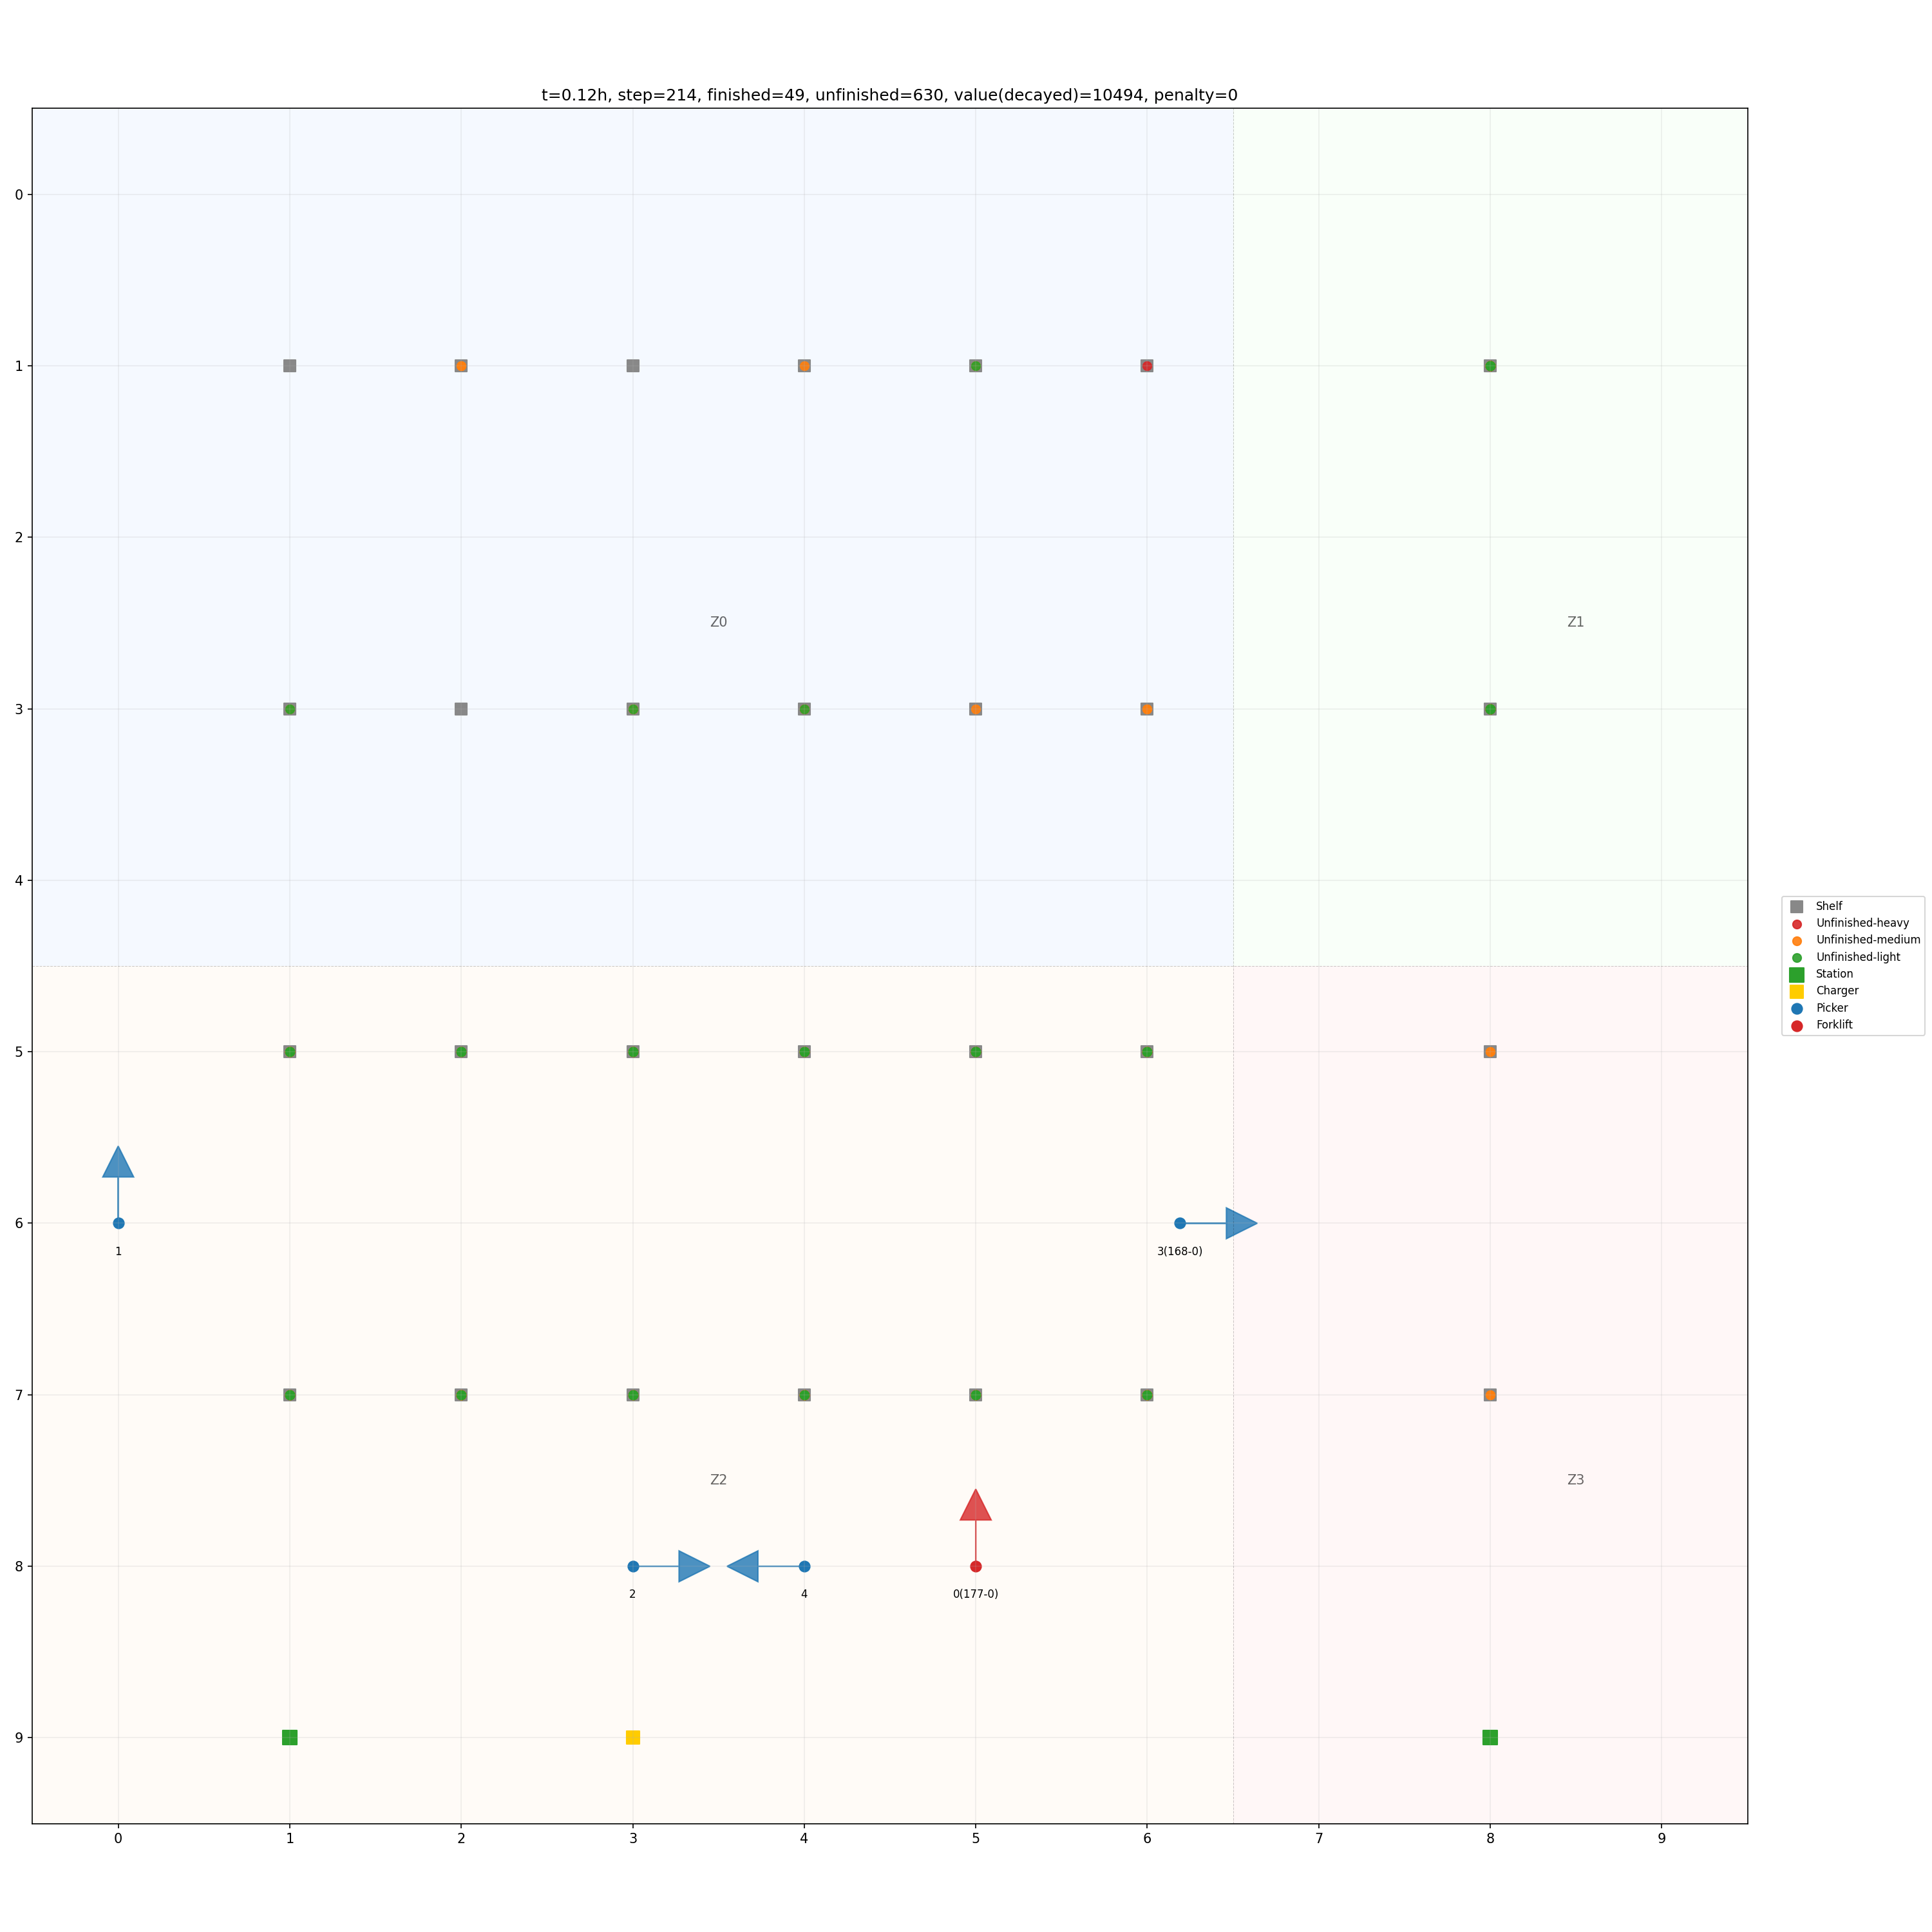 t=0.12h, step=214, finished=49, unfinished=630, value(decayed)=10494, penalty=0
0
1
2
Z0
Z1
3
4
Shelf
Unfinished-heavy
Unfinished-medium
Unfinished-light
Station
Charger
Picker
Forklift
5
6
1
3(168-0)
7
Z2
Z3
8
2
4
0(177-0)
9
0 1 2 3 4 5 6 7 8 9